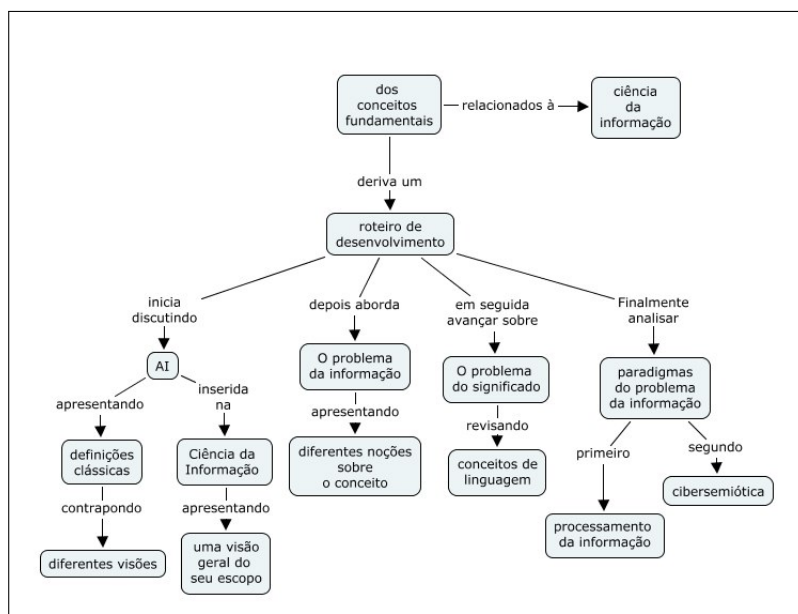 dos
conceitos
fundamentais
relacionados à
ciência
da
informação
deriva um
roteiro de
desenvolvimento
inicia
discutindo
depois aborda
em seguida
avançar sobre
Finalmente
analisar
AI
O problema
da informação
O problema
do significado
paradigmas
do problema
da informação
apresentando
inserida
na
apresentando
revisando
primeiro
segundo
definições
clássicas
Ciência da
Informação
diferentes noções
sobre
o conceito
conceitos de
linguagem
cibersemiótica
contrapondo
apresentando
processamento
da informação
diferentes visões
uma visão
geral do
seu escopo